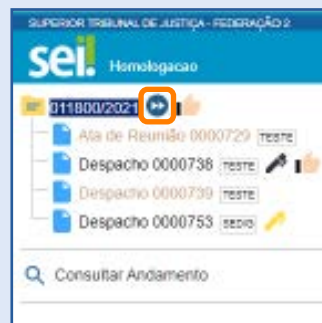 SUPERIOR TRIBUNAL DE JUSTIÇA - FEDERAÇÃO 2
sei! Homologacao
011800/2021
Ata de Reunião 0000729 TESTE
Despacho 0000738 TESTE
Despacho 0000739 TESTE
Despacho 0000753 SEDIG
Consultar Andamento